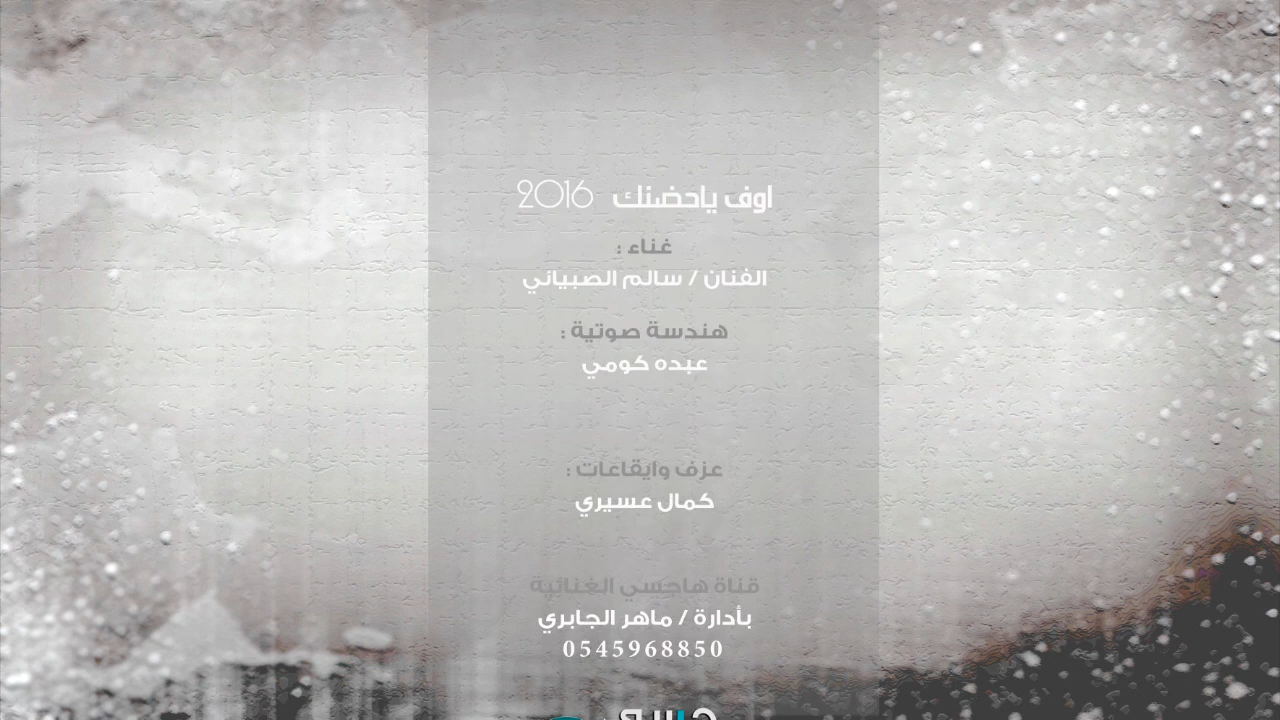 اوف ياحضنك 2016
غناء :
الفنان / سالم الصبياني
هندسة صوتية :
عبده كومي
عزف وايقاعات :
كمال عسيري
قناة هاجسي الغنائية
بأدارة / ماهر الجابري
0545968850